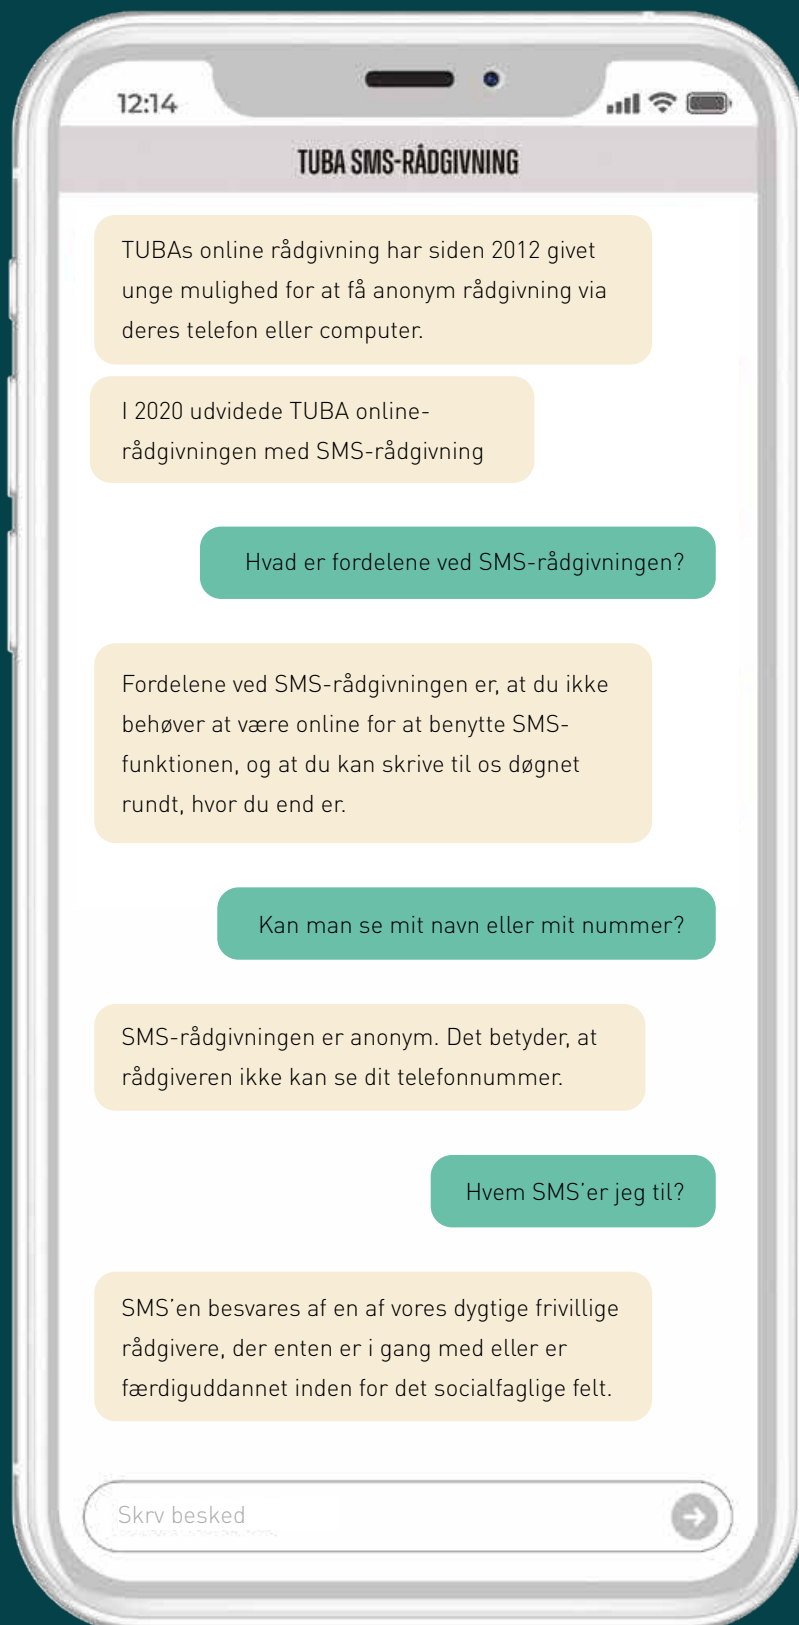 12:14
TUBA SMS-RÅDGIVNING
TUBAs online rådgivning har siden 2012 givet
unge mulighed for at få anonym rådgivning via
deres telefon eller computer.
I 2020 udvidede TUBA online-
rådgivningen med SMS-rådgivning
Hvad er fordelene ved SMS-rådgivningen?
Fordelene ved SMS-rådgivningen er, at du ikke
behøver at være online for at benytte SMS-
funktionen, og at du kan skrive til os døgnet
rundt, hvor du end er.
Kan man se mit navn eller mit nummer?
SMS-rådgivningen er anonym. Det betyder, at
rådgiveren ikke kan se dit telefonnummer.
Hvem SMS'er jeg til?
SMS'en besvares af en af vores dygtige frivillige
rådgivere, der enten er i gang med eller er
færdiguddannet inden for det socialfaglige felt.
Skrv besked